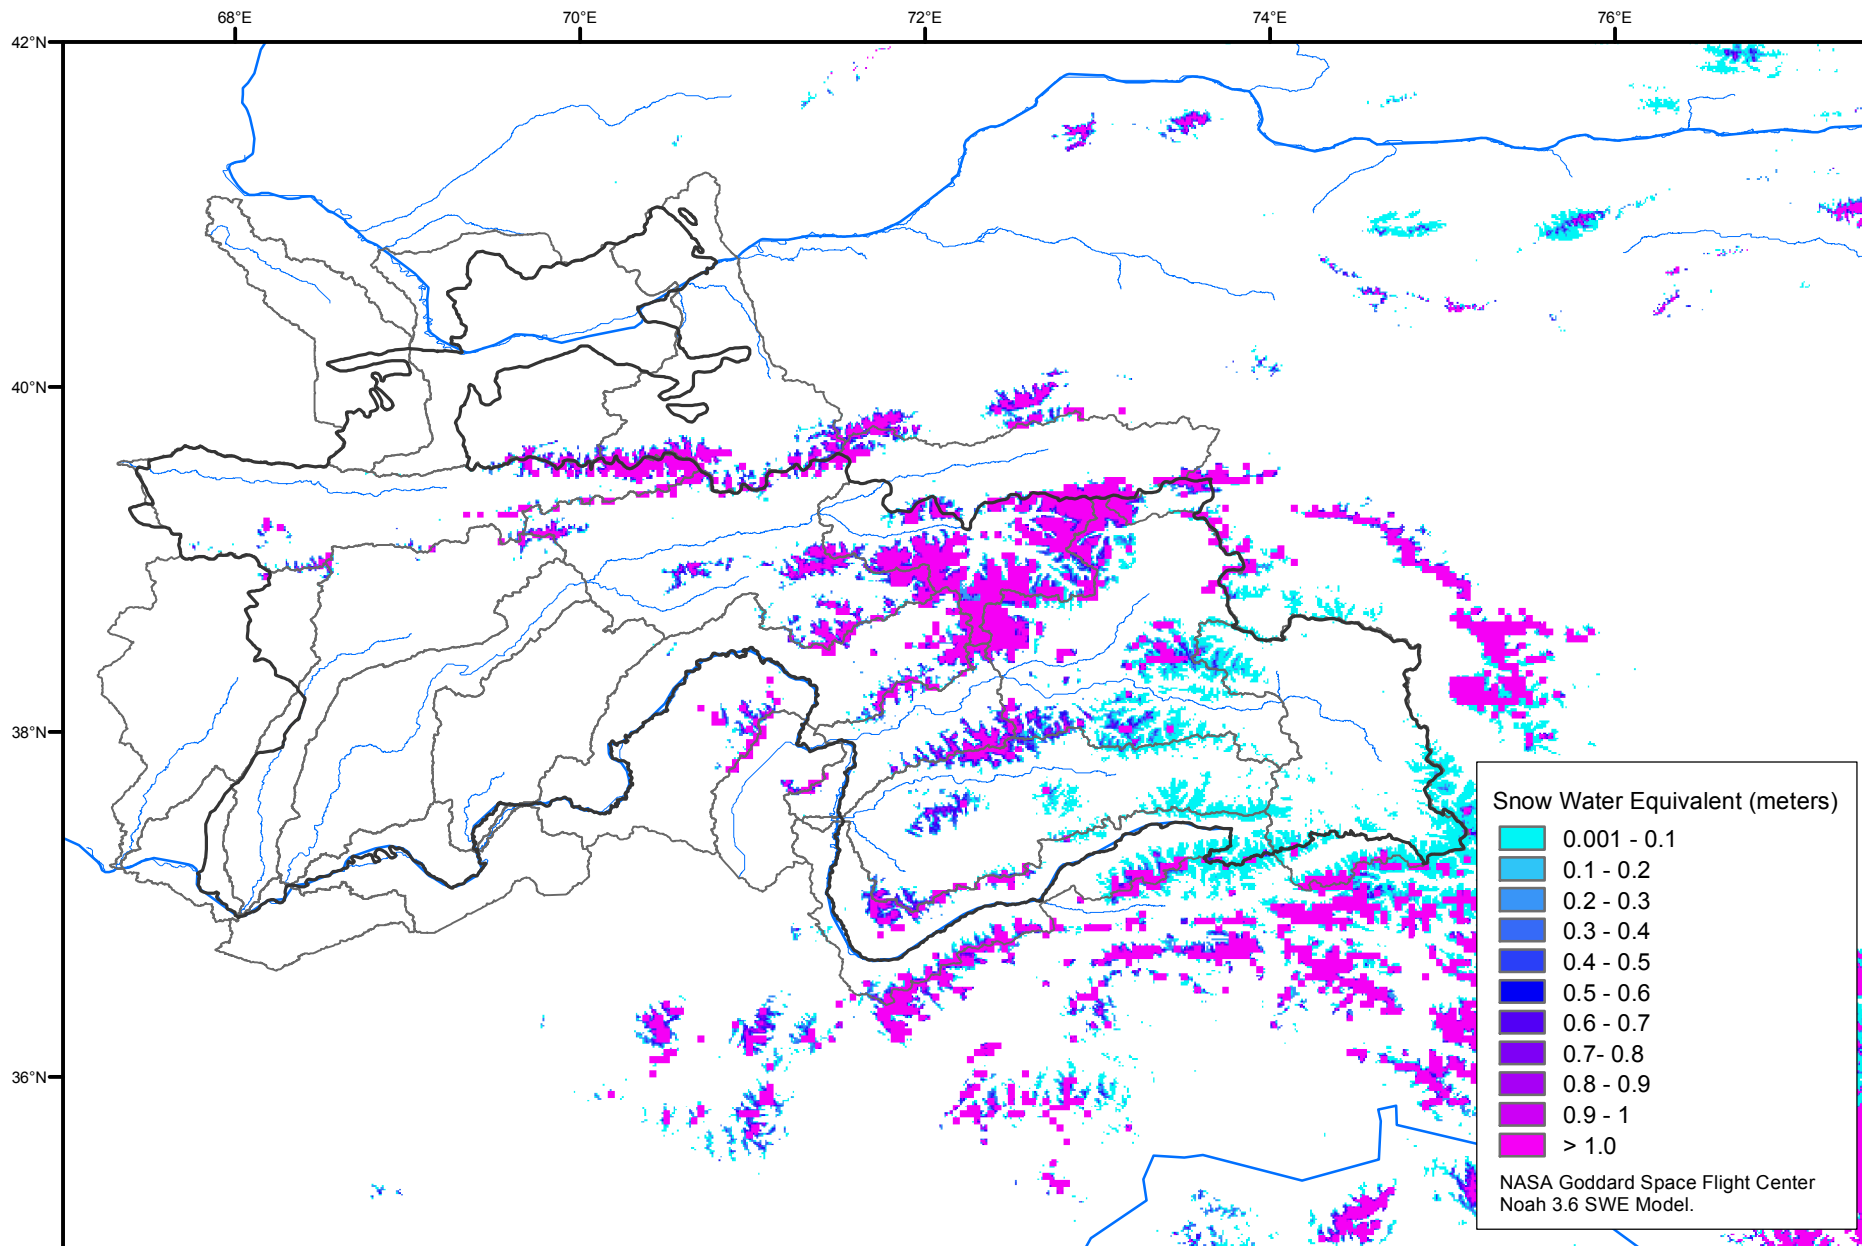 68°E 70°E 72°E 74°E 76°E
42°N
40°N
38°N
36°N
Snow Water Equivalent (meters)
0.001 - 0.1
0.1 - 0.2
0.2 - 0.3
0.3 - 0.4
0.4 - 0.5
0.5 - 0.6
0.6 - 0.7
0.7- 0.8
0.8 - 0.9
0.9 - 1
> 1.0
NASA Goddard Space Flight Center
Noah 3.6 SWE Model.